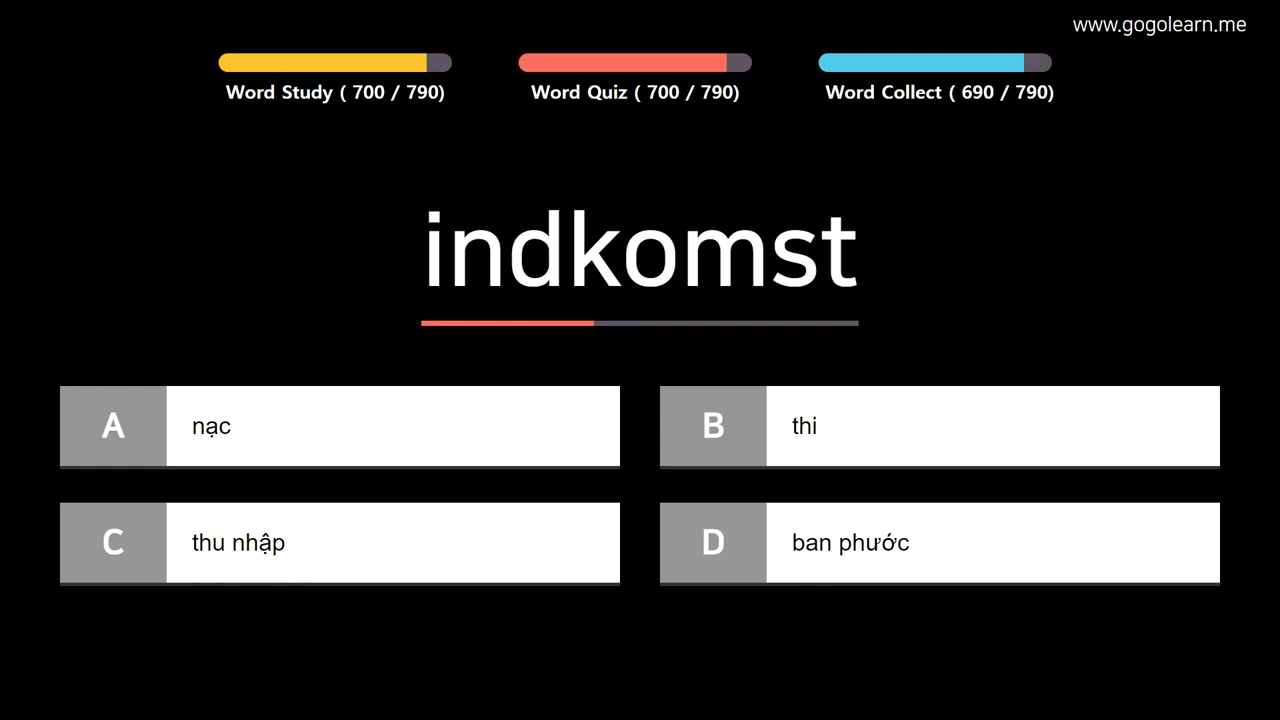 www.gogolearn.me
Word Study ( 700 / 790)
Word Quiz ( 700 / 790)
Word Collect ( 690 / 790)
indkomst
A nạc
B thi
C thu nhập
D ban phước